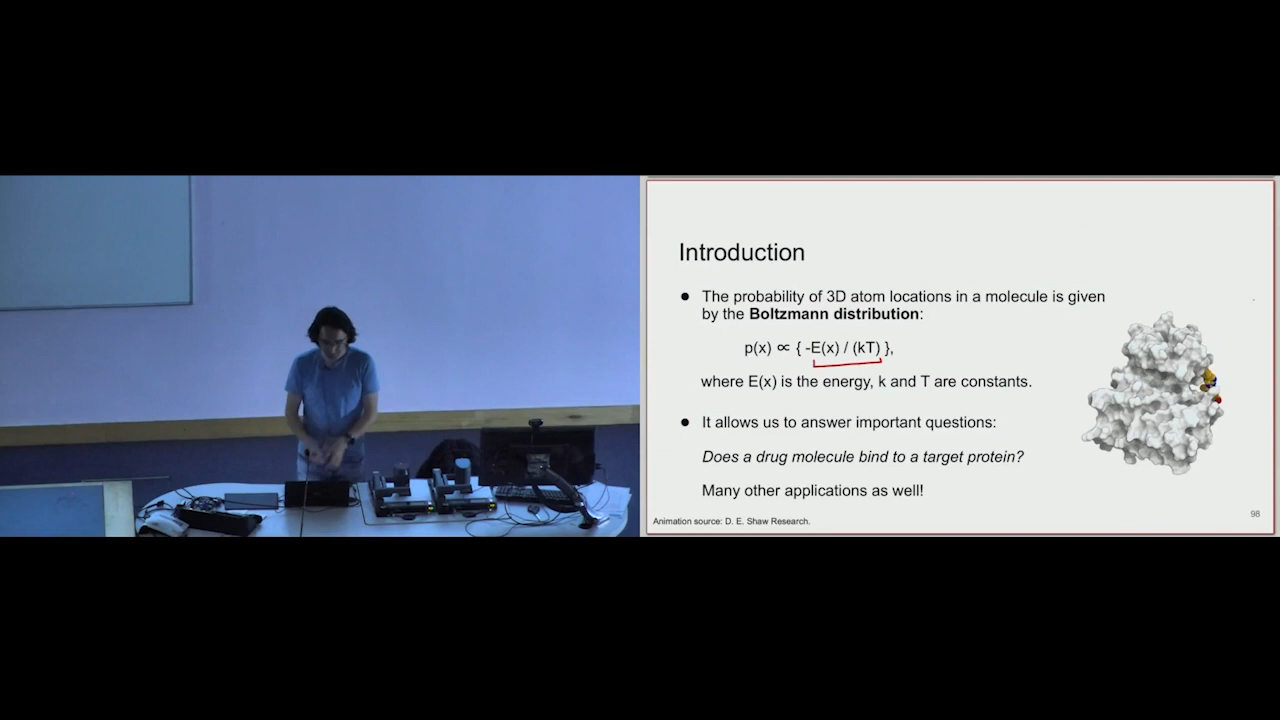 Introduction
● The probability of 3D atom locations in a molecule is given
by the Boltzmann distribution:
p(x) ∝ { -E(x) / (kT) },
where E(x) is the energy, k and T are constants.
● It allows us to answer important questions:
Does a drug molecule bind to a target protein?
Many other applications as well!
Animation source: D. E. Shaw Research.
98